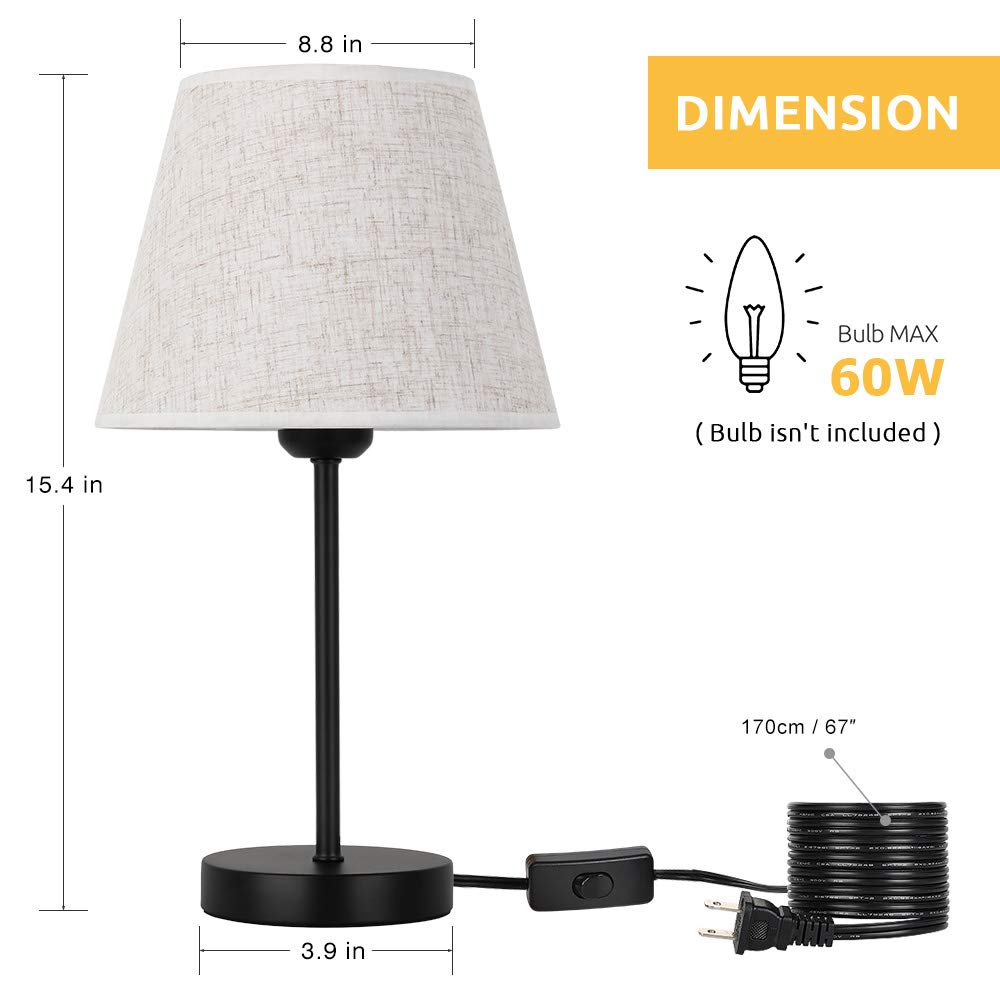 8.8 in
DIMENSION
Bulb MAX
60W
( Bulb isn't included )
15.4 in
170cm / 67"
3.9 in